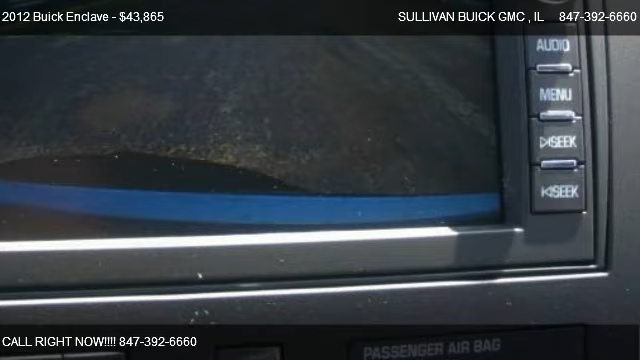 2012 Buick Enclave - $43,865
SULLIVAN BUICK GMC , IL 847-392-6660
AUDIO
MENU
SEEK
SEEK
CALL RIGHT NOW!!!! 847-392-6660
PASSENGER AIR BAG